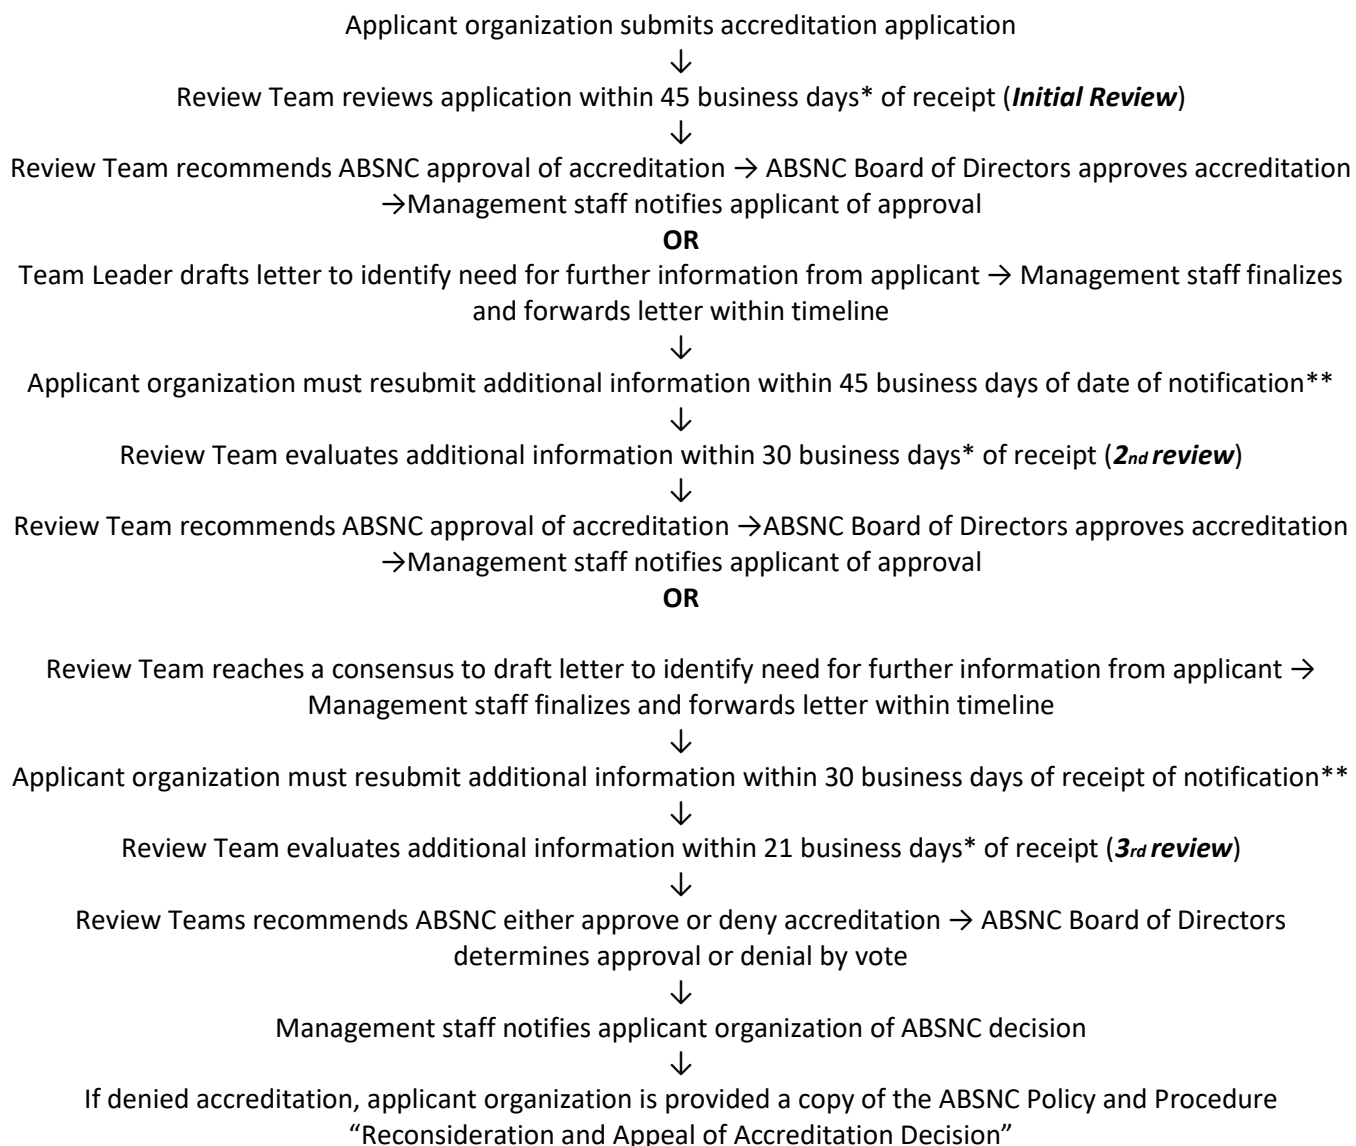 Applicant organization submits accreditation application
↓
Review Team reviews application within 45 business days* of receipt (Initial Review)
↓
Review Team recommends ABSNC approval of accreditation → ABSNC Board of Directors approves accreditation
→Management staff notifies applicant of approval
OR
Team Leader drafts letter to identify need for further information from applicant → Management staff finalizes
and forwards letter within timeline
↓
Applicant organization must resubmit additional information within 45 business days of date of notification**
↓
Review Team evaluates additional information within 30 business days* of receipt (2nd review)
↓
Review Team recommends ABSNC approval of accreditation →ABSNC Board of Directors approves accreditation
→Management staff notifies applicant of approval
OR
Review Team reaches a consensus to draft letter to identify need for further information from applicant →
Management staff finalizes and forwards letter within timeline
↓
Applicant organization must resubmit additional information within 30 business days of receipt of notification**
↓
Review Team evaluates additional information within 21 business days* of receipt (3rd review)
↓
Review Teams recommends ABSNC either approve or deny accreditation → ABSNC Board of Directors
determines approval or denial by vote
↓
Management staff notifies applicant organization of ABSNC decision
↓
If denied accreditation, applicant organization is provided a copy of the ABSNC Policy and Procedure
“Reconsideration and Appeal of Accreditation Decision”